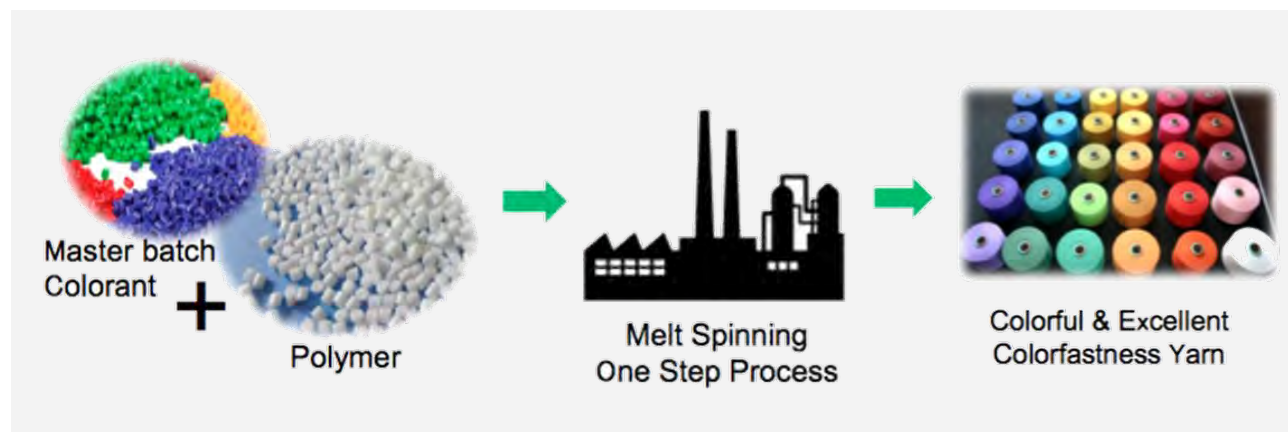 Master batch
Colorant
+
Polymer
Melt Spinning
One Step Process
Colorful & Excellent
Colorfastness Yarn